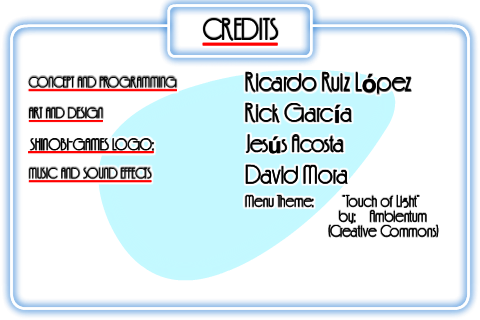 CREDITS
CONCEPT AND PROGRAMMING Ricardo Ruiz López
ART AND DESIGN Rick García
SHINOBI-GAMES LOGO: Jesús Acosta
MUSIC AND SOUND EFFECTS David Mora
Menu Theme: "Touch of Light"
by: Ambientum
(Creative Commons)